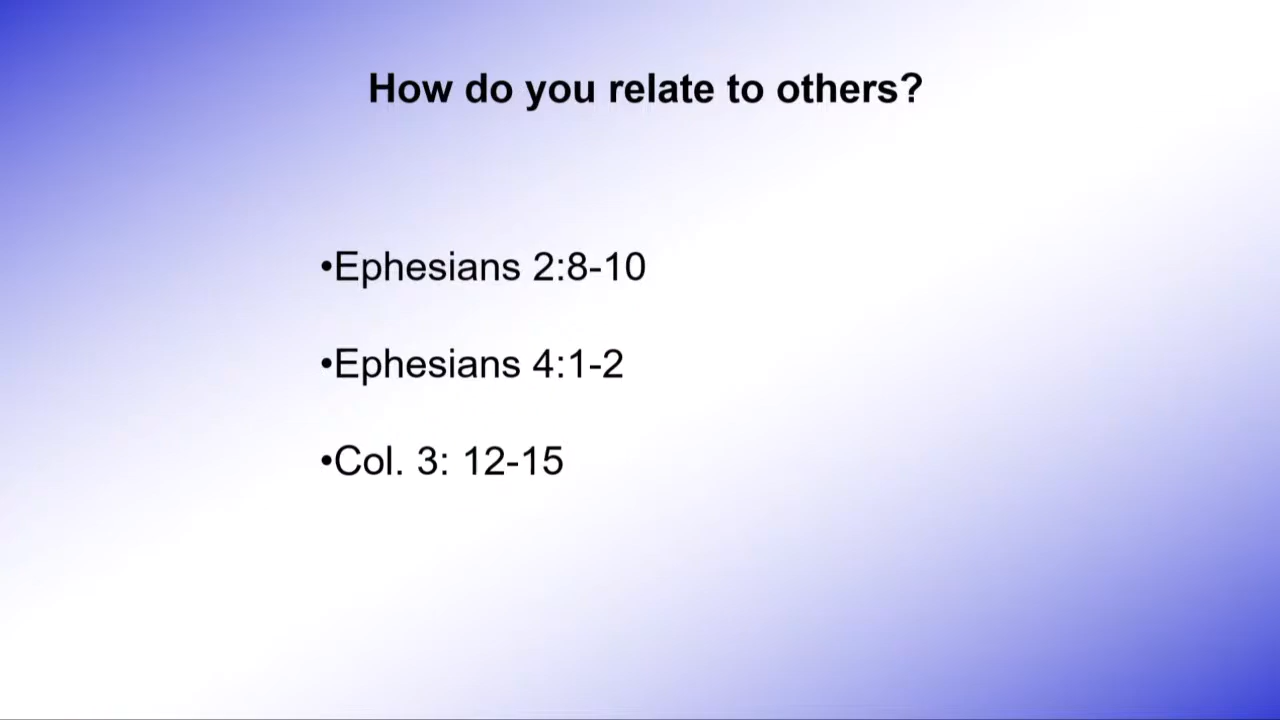 How do you relate to others?
•Ephesians 2:8-10
•Ephesians 4:1-2
•Col. 3: 12-15